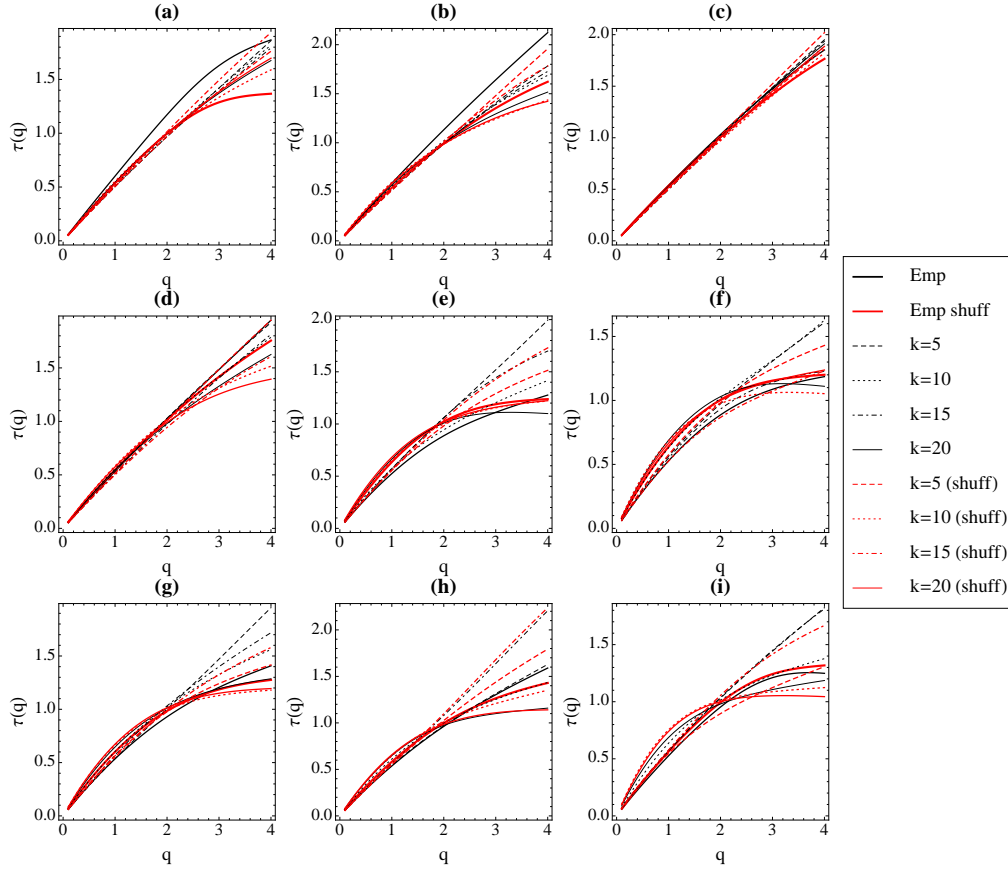 (a) (b) (c)
τ(q) 0.0 0.5 1.0 1.5 0 1 2 3 4 q
τ(q) 0.0 0.5 1.0 1.5 2.0 0 1 2 3 4 q
τ(q) 0.0 0.5 1.0 1.5 2.0 0 1 2 3 4 q
(d) (e) (f)
τ(q) 0.0 0.5 1.0 1.5 0 1 2 3 4 q
τ(q) 0.0 0.5 1.0 1.5 2.0 0 1 2 3 4 q
τ(q) 0.0 0.5 1.0 1.5 0 1 2 3 4 q
(g) (h) (i)
τ(q) 0.0 0.5 1.0 1.5 0 1 2 3 4 q
τ(q) 0.0 0.5 1.0 1.5 2.0 0 1 2 3 4 q
τ(q) 0.0 0.5 1.0 1.5 0 1 2 3 4 q
Emp
Emp shuff
k=5
k=10
k=15
k=20
k=5 (shuff)
k=10 (shuff)
k=15 (shuff)
k=20 (shuff)